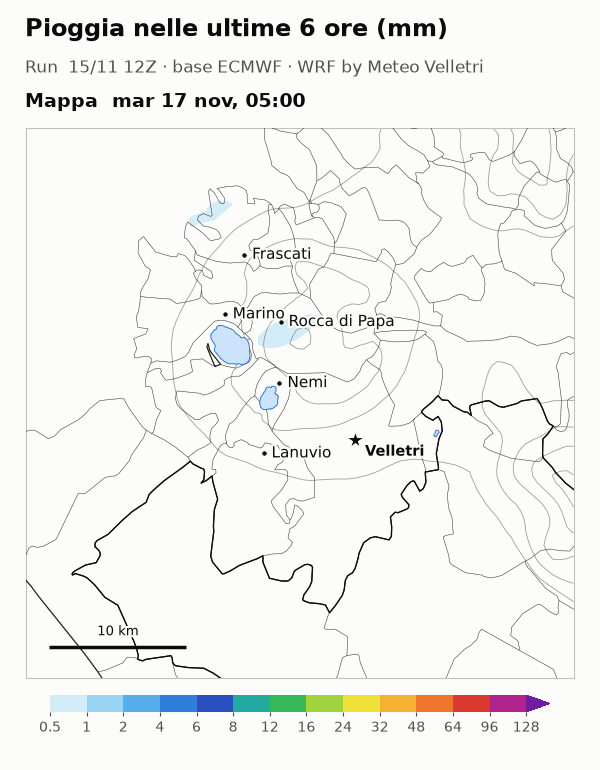 Pioggia nelle ultime 6 ore (mm)
Run  15/11 12Z · base ECMWF · WRF by Meteo Velletri
Mappa  mar 17 nov, 05:00
Frascati
Marino
Rocca di Papa
Nemi
Velletri
Lanuvio
10 km
0.5 1 2 4 6 8 12 16 24 32 48 64 96 128